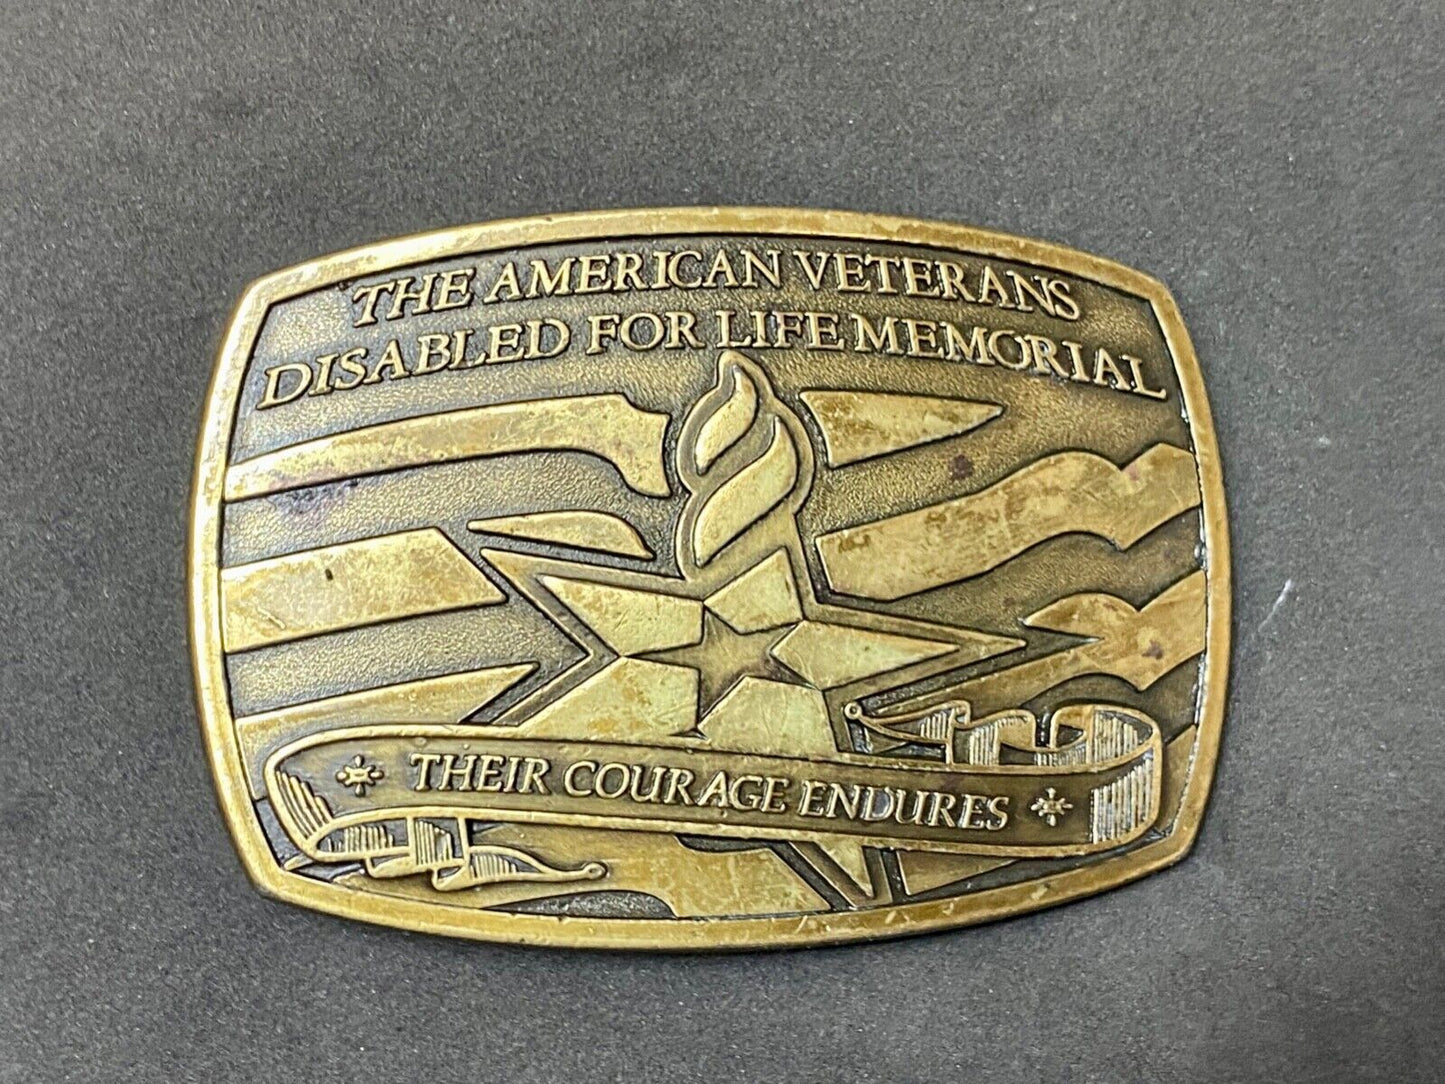 THE AMERICAN VETERANS
DISABLED FOR LIFE MEMORIAL
THEIR COURAGE ENDURES